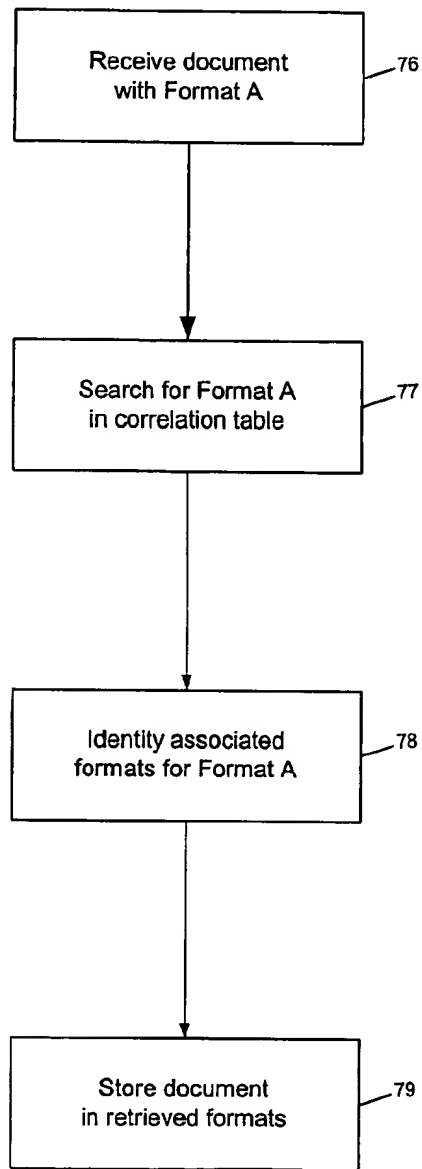 Receive document
with Format A
76
Search for Format A
in correlation table
77
Identity associated
formats for Format A
78
Store document
in retrieved formats
79